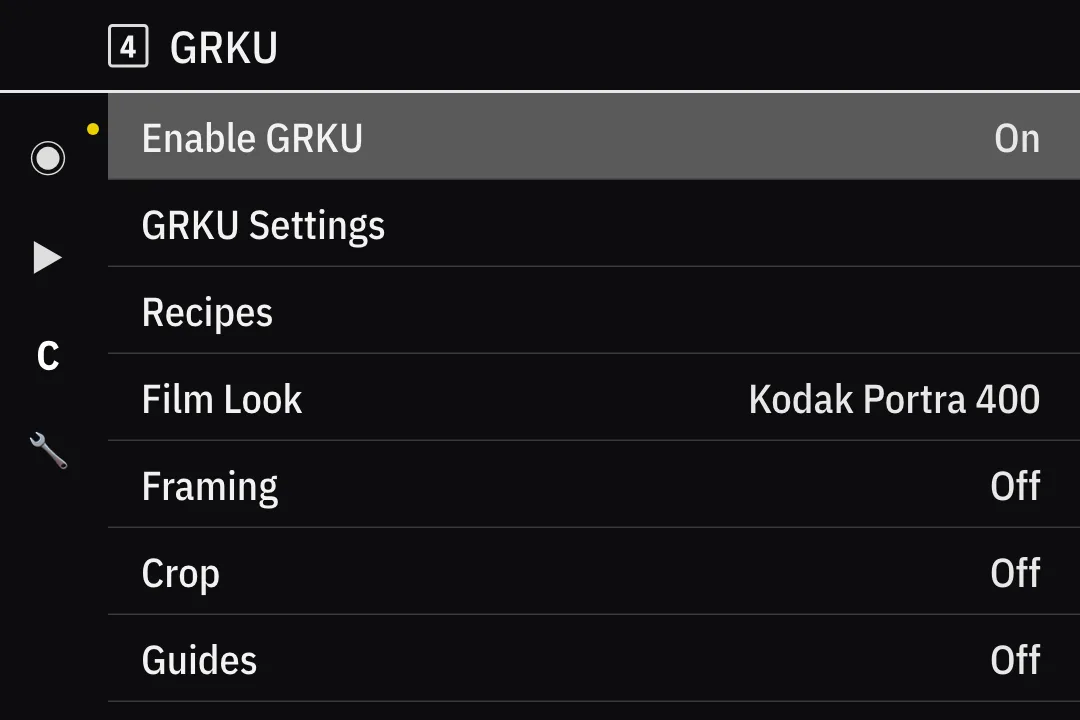 4 GRKU
Enable GRKU On
GRKU Settings
Recipes
C
Film Look Kodak Portra 400
Framing Off
Crop Off
Guides Off